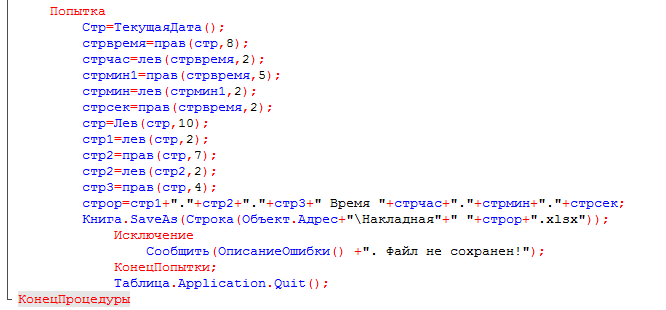 Попытка
Стр=ТекущаяДата();
стрвремя=прав(стр,8);
стрчас=лев(стрвремя,2);
стрмин1=прав(стрвремя,5);
стрмин=лев(стрмин1,2);
стрсек=прав(стрвремя,2);
стр=Лев(стр,10);
стр1=лев(стр,2);
стр2=прав(стр,7);
стр2=лев(стр2,2);
стр3=прав(стр,4);
строр=стр1+"."+стр2+"."+стр3+" Время "+стрчас+"."+стрмин+"."+стрсек;
Книга.SaveAs(Строка(Объект.Адрес+"\Накладная"+" "+строр+".xlsx"));
Исключение
Сообщить(ОписаниеОшибки() +". Файл не сохранен!");
КонецПопытки;
Таблица.Application.Quit();
КонецПроцедуры